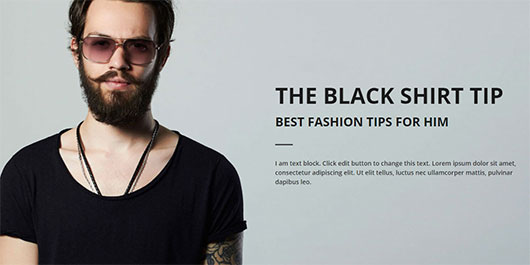 THE BLACK SHIRT TIP
BEST FASHION TIPS FOR HIM
I am text block. Click edit button to change this text. Lorem ipsum dolor sit amet,
consectetur adipiscing elit. Ut elit tellus, luctus nec ullamcorper mattis, pulvinar
dapibus leo.